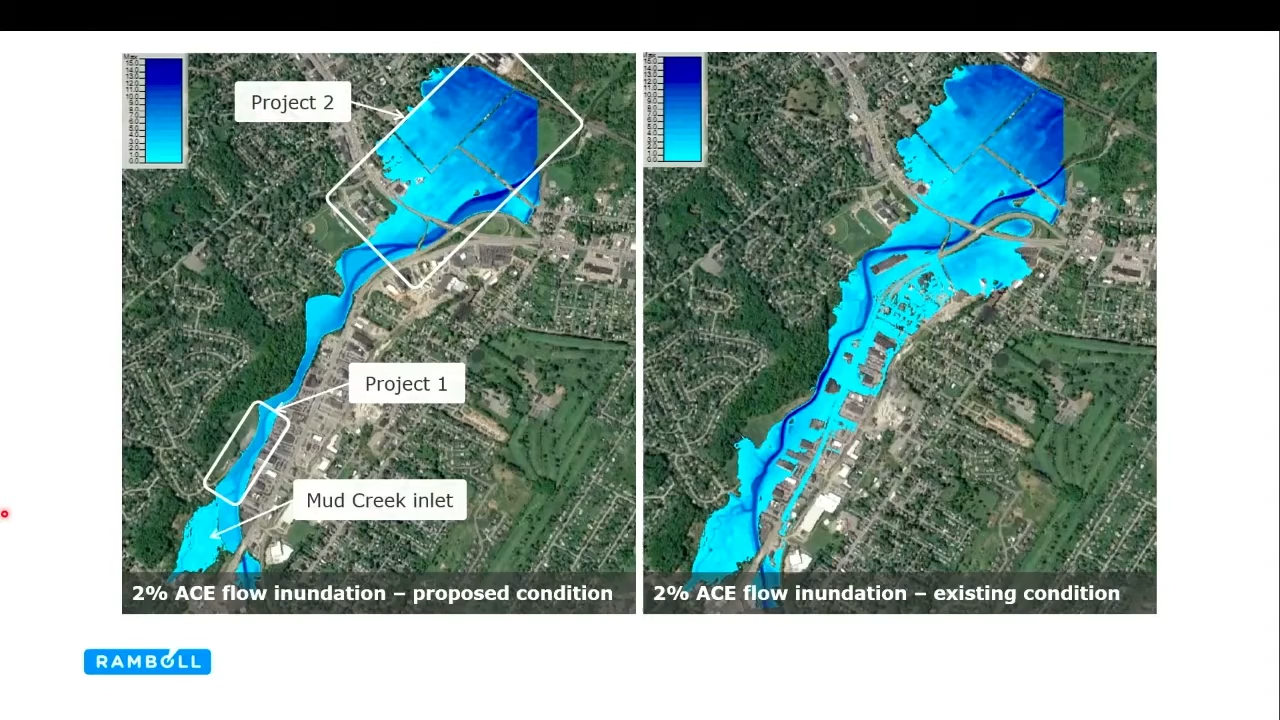 Project 2
Project 1
Mud Creek inlet
2% ACE flow inundation – proposed condition
2% ACE flow inundation – existing condition
RAMBOLL